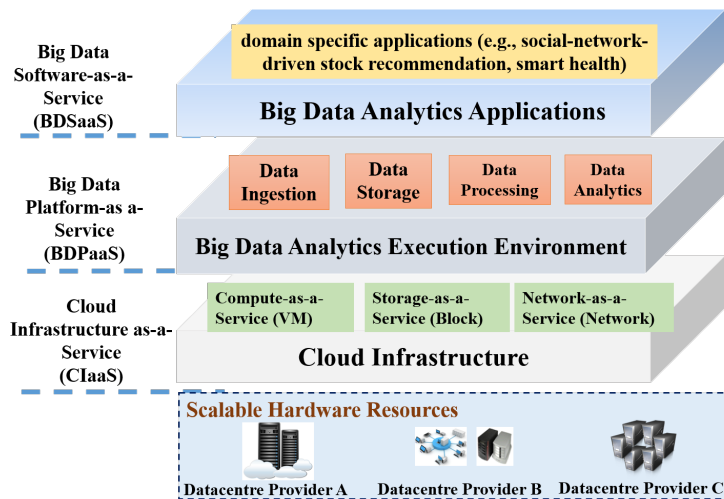 Big Data
Software-as-a-
Service
(BDSaaS)
domain specific applications (e.g., social-network-
driven stock recommendation, smart health)
Big Data Analytics Applications
Big Data
Platform-as a-
Service
(BDPaaS)
Data
Ingestion
Data
Storage
Data
Processing
Data
Analytics
Big Data Analytics Execution Environment
Cloud
Infrastructure as-a-
Service
(CIaaS)
Compute-as-a-
Service (VM)
Storage-as-a-
Service (Block)
Network-as-a-
Service (Network)
Cloud Infrastructure
Scalable Hardware Resources
Datacentre Provider A
Datacentre Provider B
Datacentre Provider C